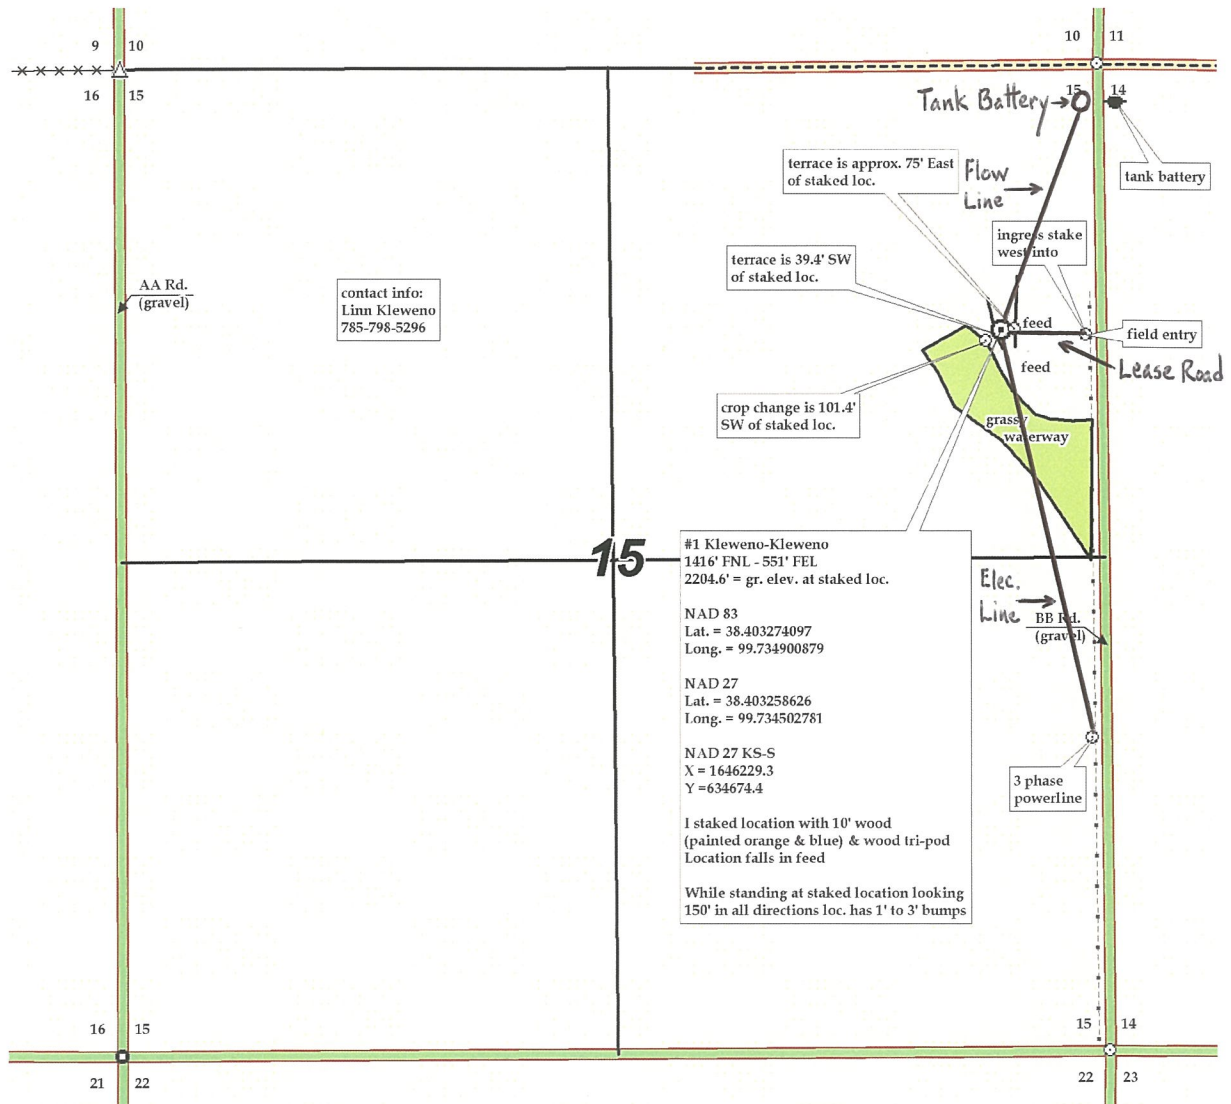 9 10
10 11
16 15
15 14
Tank Battery
tank battery
terrace is approx. 75' East
of staked loc.
Flow
Line
ingress stake
west into
terrace is 39.4' SW
of staked loc.
AA Rd.
(gravel)
contact info:
Linn Kleweno
785-798-5296
feed
field entry
feed
Lease Road
crop change is 101.4'
SW of staked loc.
grassy
waterway
15
#1 Kleweno-Kleweno
1416' FNL - 551' FEL
2204.6' = gr. elev. at staked loc.
NAD 83
Lat. = 38.403274097
Long. = 99.734900879
NAD 27
Lat. = 38.403258626
Long. = 99.734502781
NAD 27 KS-S
X = 1646229.3
Y =634674.4
I staked location with 10' wood
(painted orange & blue) & wood tri-pod
Location falls in feed
While standing at staked location looking
150' in all directions loc. has 1' to 3' bumps
Elec.
Line
BB Rd.
(gravel)
3 phase
powerline
16 15
15 14
21 22
22 23